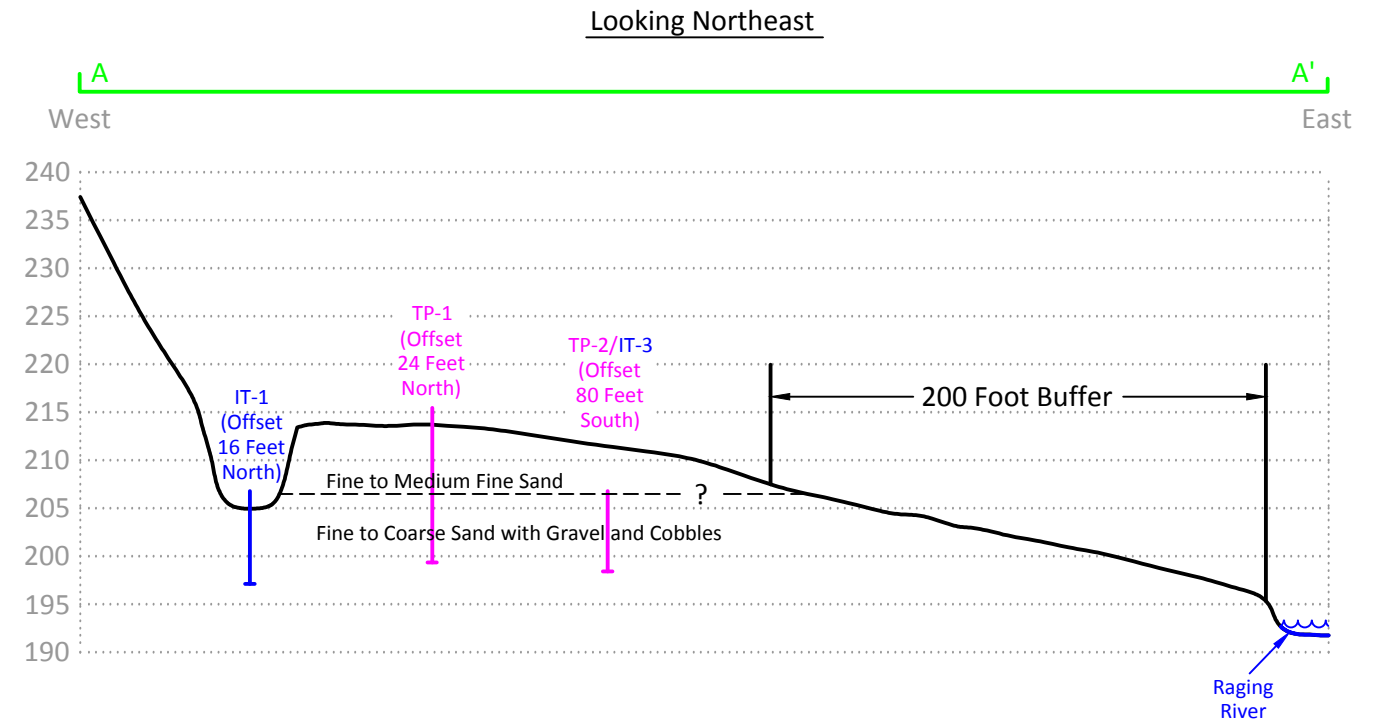 Looking Northeast
A
A'
West
East
240
235
230
225
220
215
210
205
200
195
190
IT-1
(Offset
16 Feet
North)
TP-1
(Offset
24 Feet
North)
TP-2/IT-3
(Offset
80 Feet
South)
200 Foot Buffer
Fine to Medium Fine Sand
?
Fine to Coarse Sand with Gravel and Cobbles
Raging
River